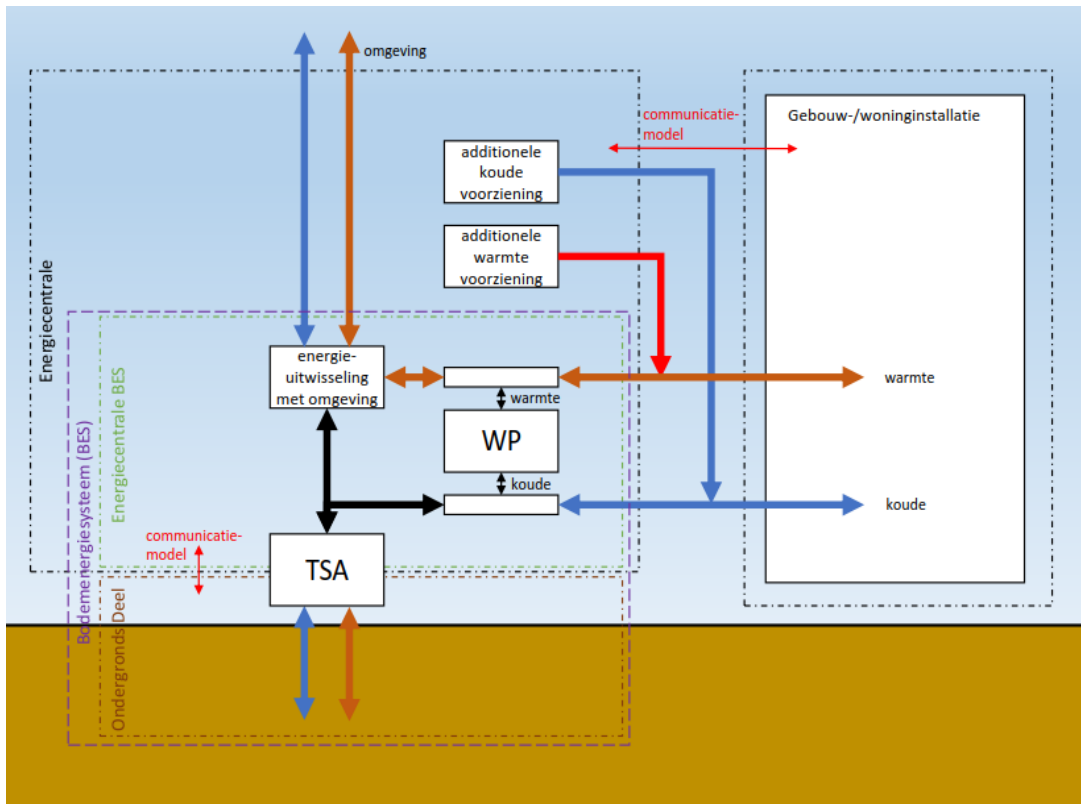 omgeving
communicatie-
model
Gebouw-/woninginstallatie
additionele
koude
voorziening
additionele
warmte
voorziening
Energiecentrale
Bodemenergiesysteem (BES)
Energiecentrale BES
energie-
uitwisseling
met omgeving
warmte
warmte
WP
koude
koude
communicatie-
model
TSA
Ondergronds Deel